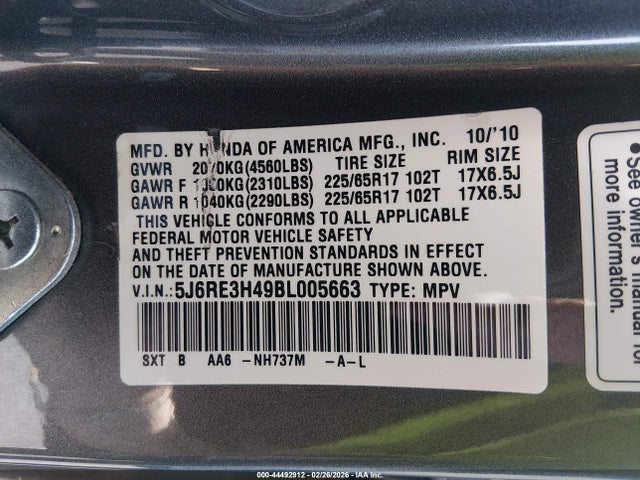 MFD. BY HONDA OF AMERICA MFG., INC. 10/'10
GVWR 2070KG(4560LBS) TIRE SIZE RIM SIZE
GAWR F KG(2310LBS) 225/65R17 102T 17X6.5J
GAWR R 1040KG(2290LBS) 225/65R17 102T 17X6.5J
THIS VEHICLE CONFORMS TO ALL APPLICABLE
FEDERAL MOTOR VEHICLE SAFETY
AND THEFT PREVENTION STANDARDS IN EFFECT
ON THE DATE OF MANUFACTURE SHOWN ABOVE.
V.I.N.:5J6RE3H49BL005663 TYPE: MPV
SXT B AA6 -NH737M -A-L
●See owner's
manual for
more information.
000-44492912 - 02/26/2026 - IAA Inc.